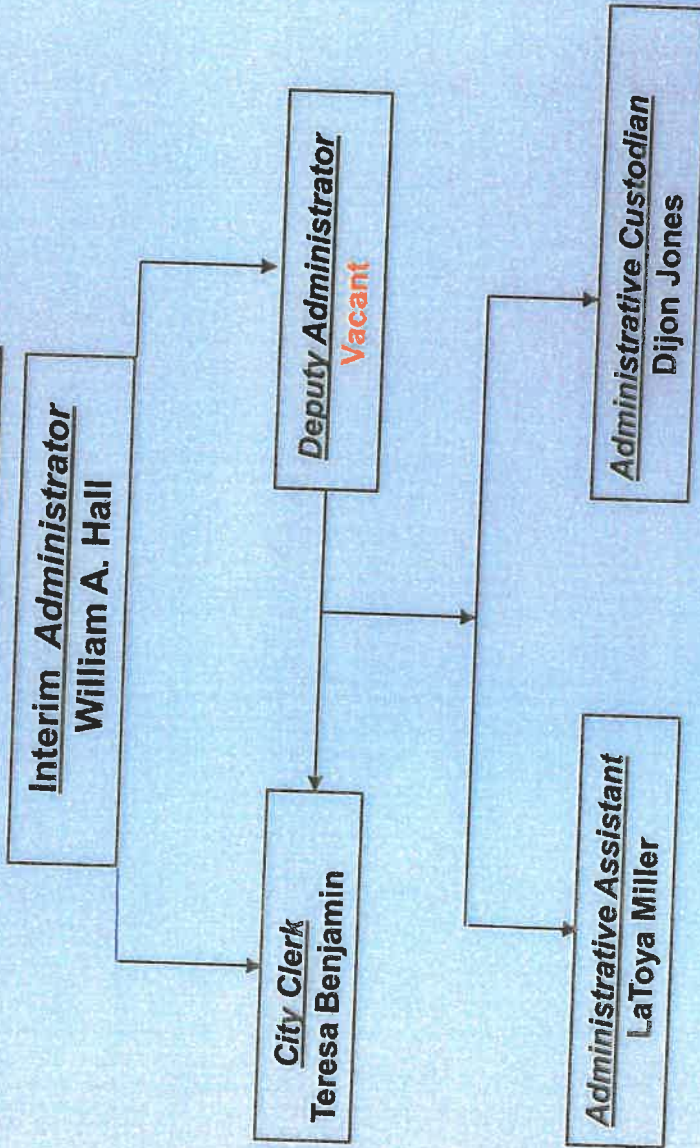 Interim Administrator
William A. Hall
City Clerk
Teresa Benjamin
Deputy Administrator
Vacant
Administrative Assistant
LaToya Miller
Administrative Custodian
Dijon Jones